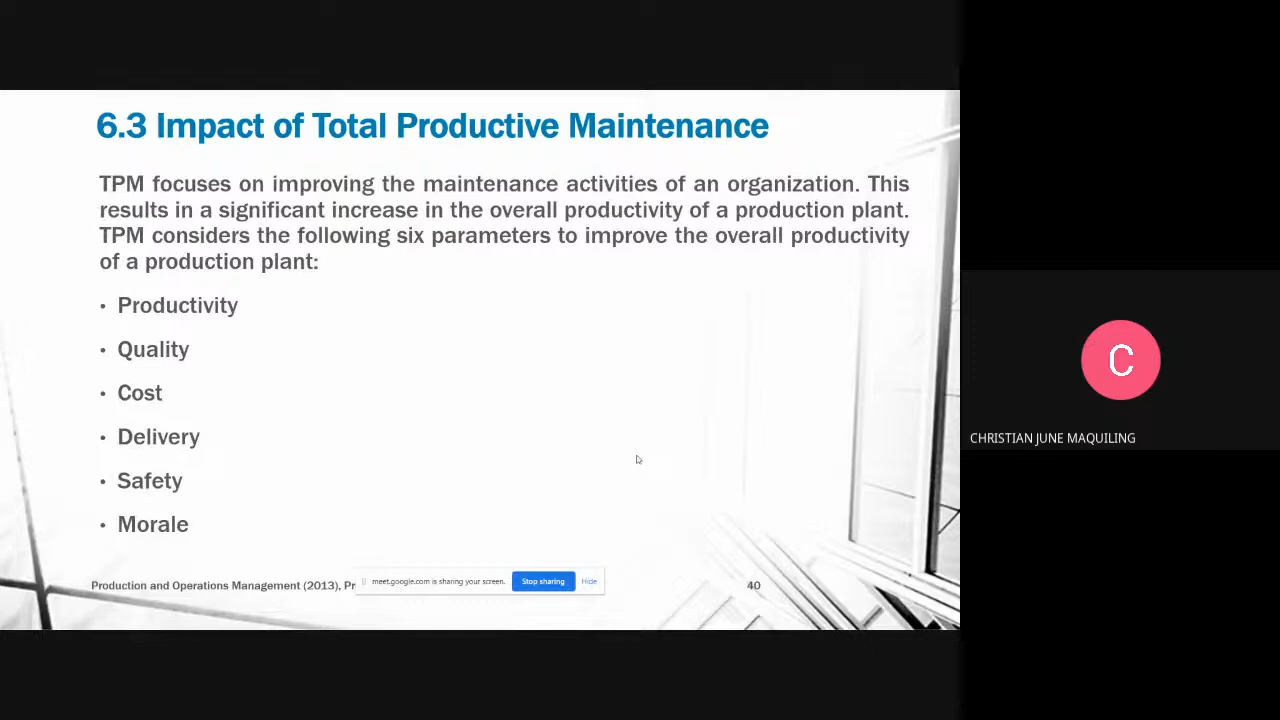 6.3 Impact of Total Productive Maintenance
TPM focuses on improving the maintenance activities of an organization. This
results in a significant increase in the overall productivity of a production plant.
TPM considers the following six parameters to improve the overall productivity
of a production plant:
• Productivity
• Quality
• Cost
• Delivery
• Safety
• Morale
Production and Operations Management (2013), Pr
meet.google.com is sharing your screen. Stop sharing Hide
40
C
CHRISTIAN JUNE MAQUILING